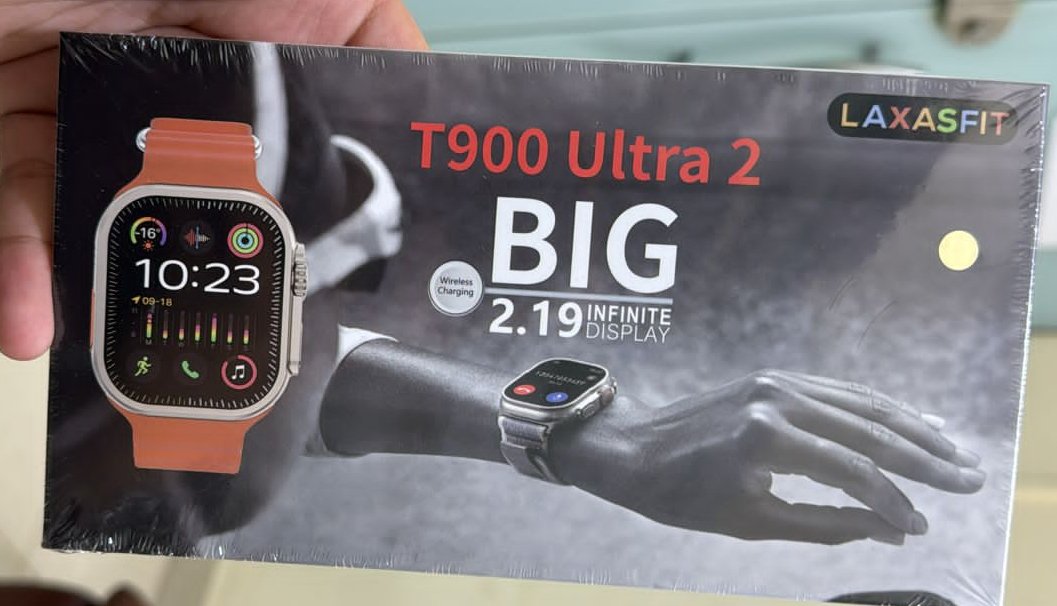 LAXASFIT
T900 Ultra 2
BIG
Wireless
Charging
2.19 INFINITE
DISPLAY
-16°
10:23
09-18